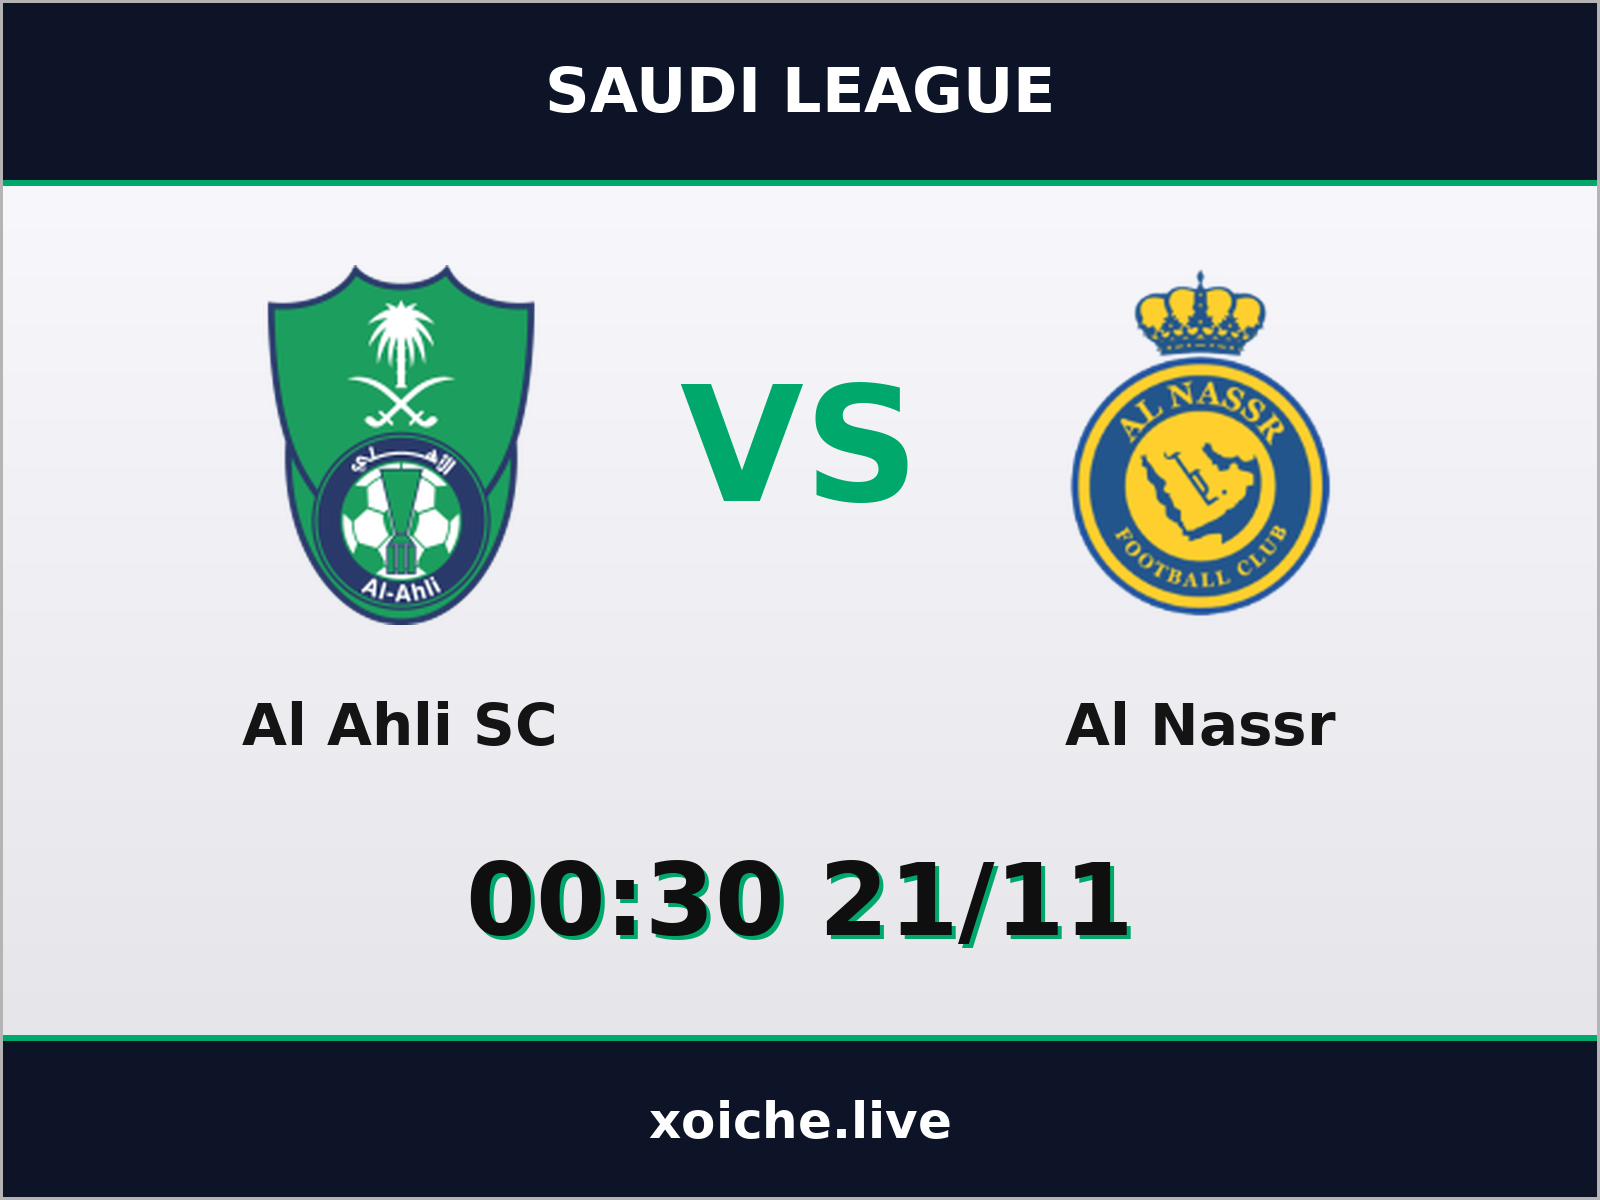 SAUDI LEAGUE
الأهلي
Al-Ahli
VS
AL NASSR
FOOTBALL CLUB
Al Ahli SC
Al Nassr
00:30 21/11
xoiche.live